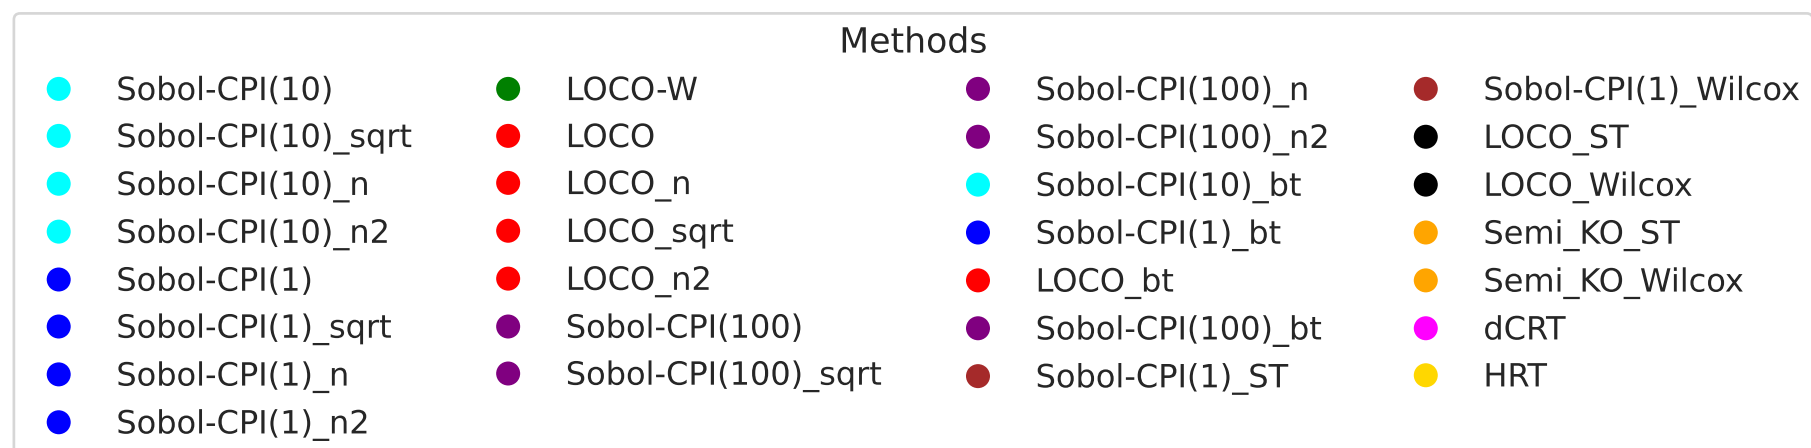 Methods
Sobol-CPI(10)
Sobol-CPI(10)_sqrt
Sobol-CPI(10)_n
Sobol-CPI(10)_n2
Sobol-CPI(1)
Sobol-CPI(1)_sqrt
Sobol-CPI(1)_n
Sobol-CPI(1)_n2
LOCO-W
LOCO
LOCO_n
LOCO_sqrt
LOCO_n2
Sobol-CPI(100)
Sobol-CPI(100)_sqrt
Sobol-CPI(100)_n
Sobol-CPI(100)_n2
Sobol-CPI(10)_bt
Sobol-CPI(1)_bt
LOCO_bt
Sobol-CPI(100)_bt
Sobol-CPI(1)_ST
Sobol-CPI(1)_Wilcox
LOCO_ST
LOCO_Wilcox
Semi_KO_ST
Semi_KO_Wilcox
dCRT
HRT